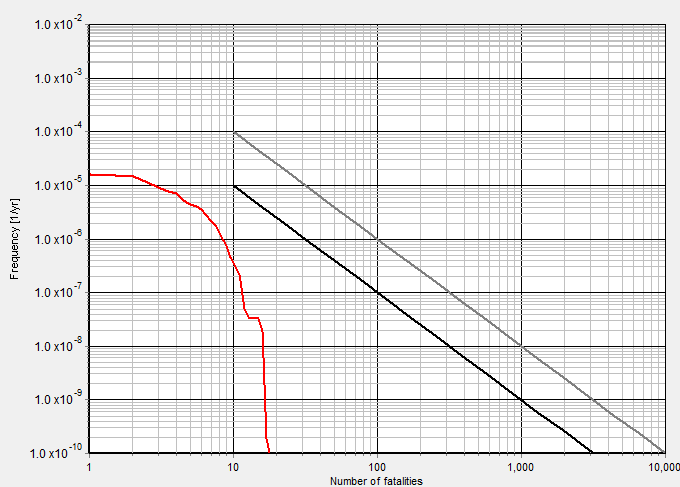 1.0 x10⁻²
1.0 x10⁻³
1.0 x10⁻⁴
1.0 x10⁻⁵
1.0 x10⁻⁶
1.0 x10⁻⁷
1.0 x10⁻⁸
1.0 x10⁻⁹
1.0 x10⁻¹⁰
Frequency [1/yr]
1 10 100 1,000 10,000
Number of fatalities